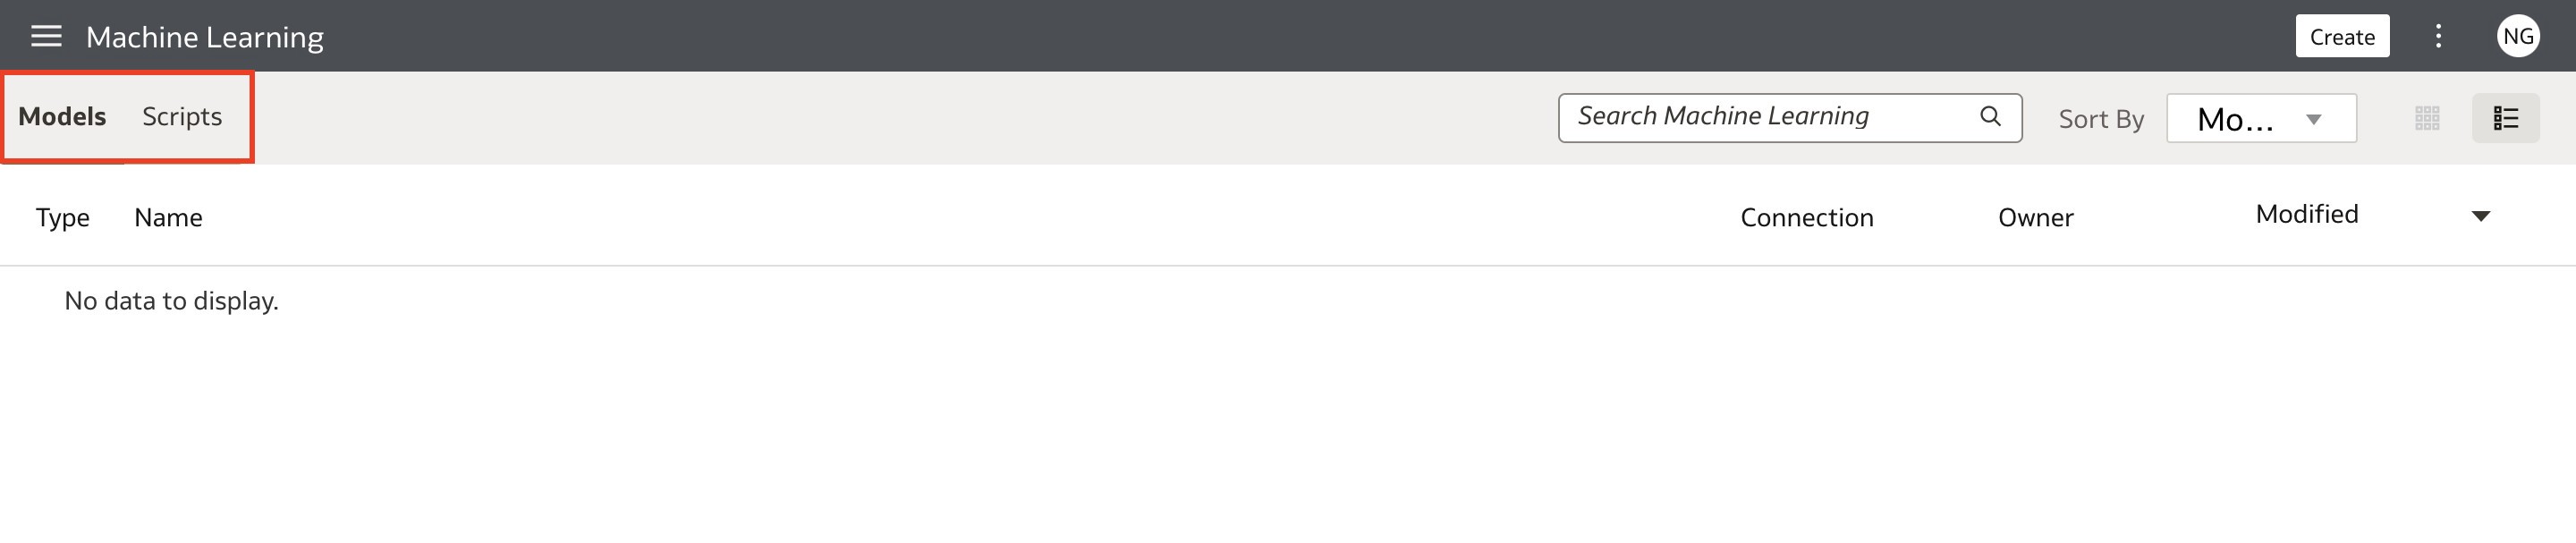 Machine Learning
Create
NG
Models Scripts
Search Machine Learning
Sort By
Mo...
Type Name Connection Owner Modified
No data to display.